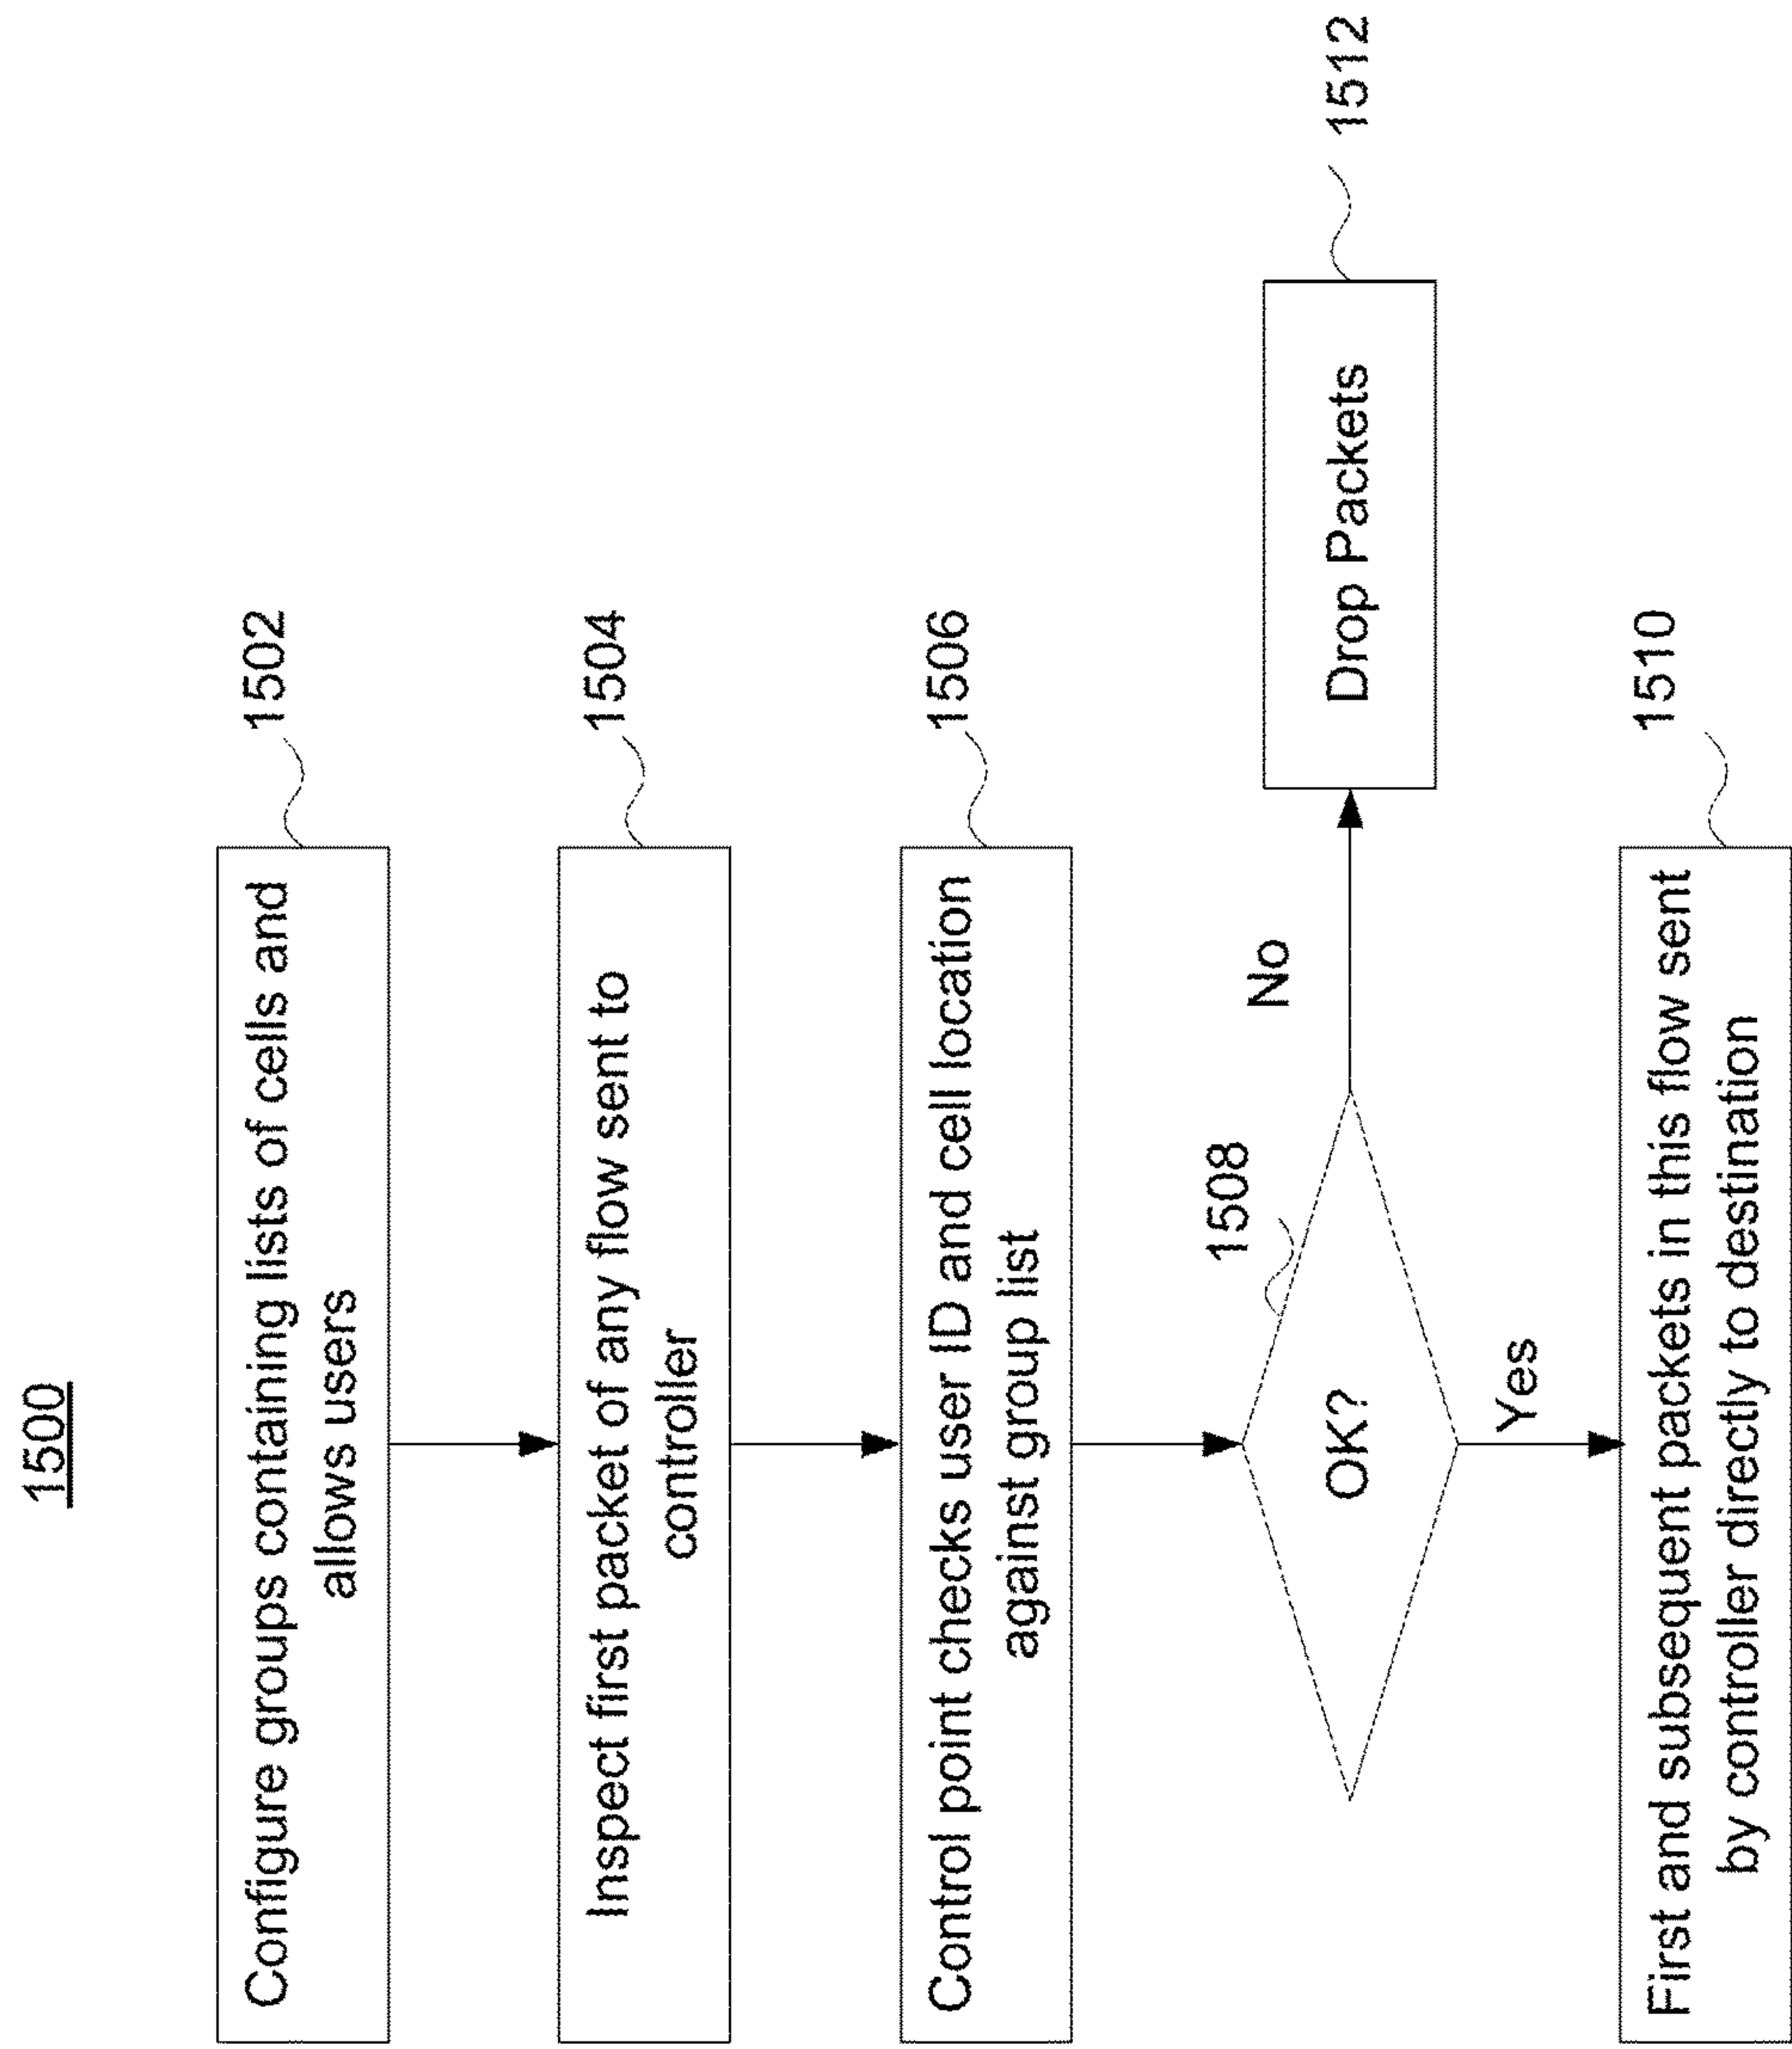 1500
Configure groups containing lists of cells and
allows users
1502
Inspect first packet of any flow sent to
controller
1504
Control point checks user ID and cell location
against group list
1506
OK?
1508
No
Drop Packets
1512
Yes
First and subsequent packets in this flow sent
by controller directly to destination
1510